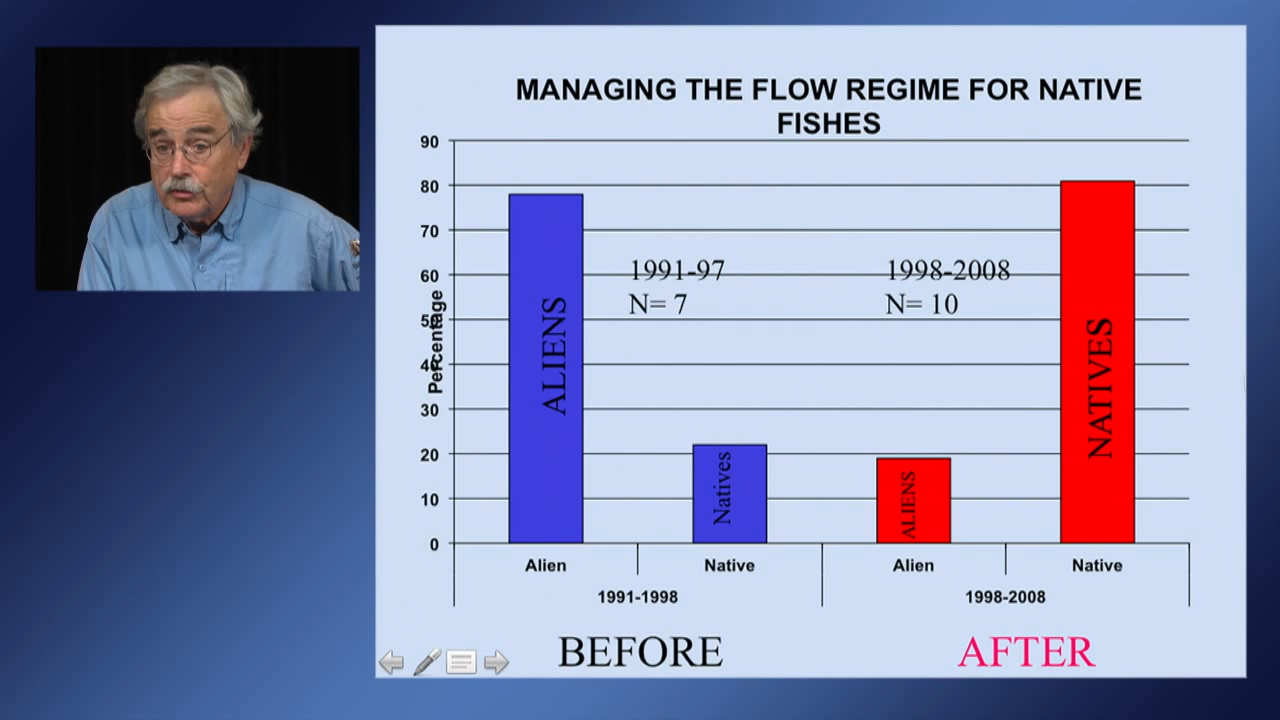 MANAGING THE FLOW REGIME FOR NATIVE
FISHES
Percentage
90
80
70
60
50
40
30
20
10
0
ALIENS
1991-97
N= 7
Natives
1998-2008
N= 10
ALIENS
NATIVES
Alien
Native
Alien
Native
1991-1998
1998-2008
BEFORE
AFTER